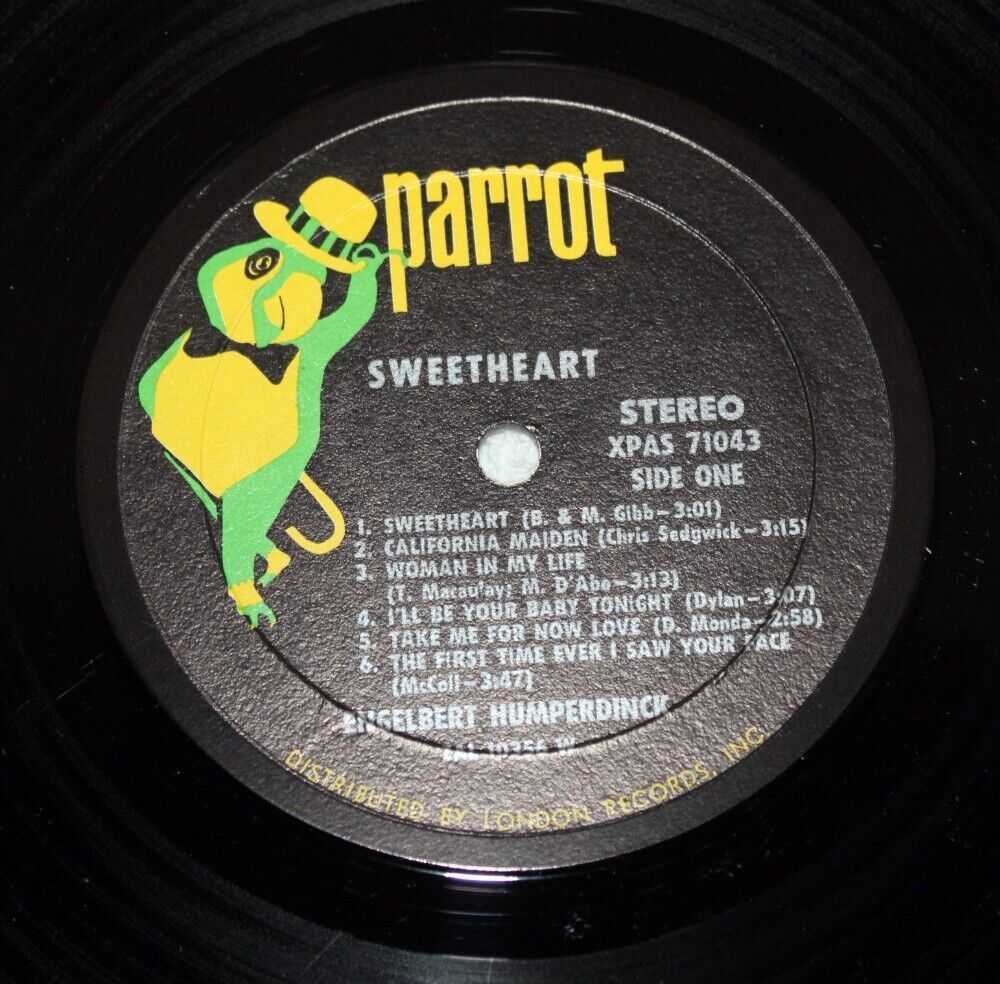 parrot
SWEETHEART
STEREO
XPAS 71043
SIDE ONE
1. SWEETHEART (B. & M. Gibb—3:01)
2. CALIFORNIA MAIDEN (Chris Sedgwick—3:15)
3. WOMAN IN MY LIFE
(T. Macaulay; M. D'Abo—3:13)
4. I'LL BE YOUR BABY TONIGHT (Dylan—3:07)
5. TAKE ME FOR NOW LOVE (D. Monda—2:58)
6. THE FIRST TIME EVER I SAW YOUR FACE
(McColl—3:47)
ENGELBERT HUMPERDINCK
10356 W
DISTRIBUTED BY LONDON RECORDS, INC.